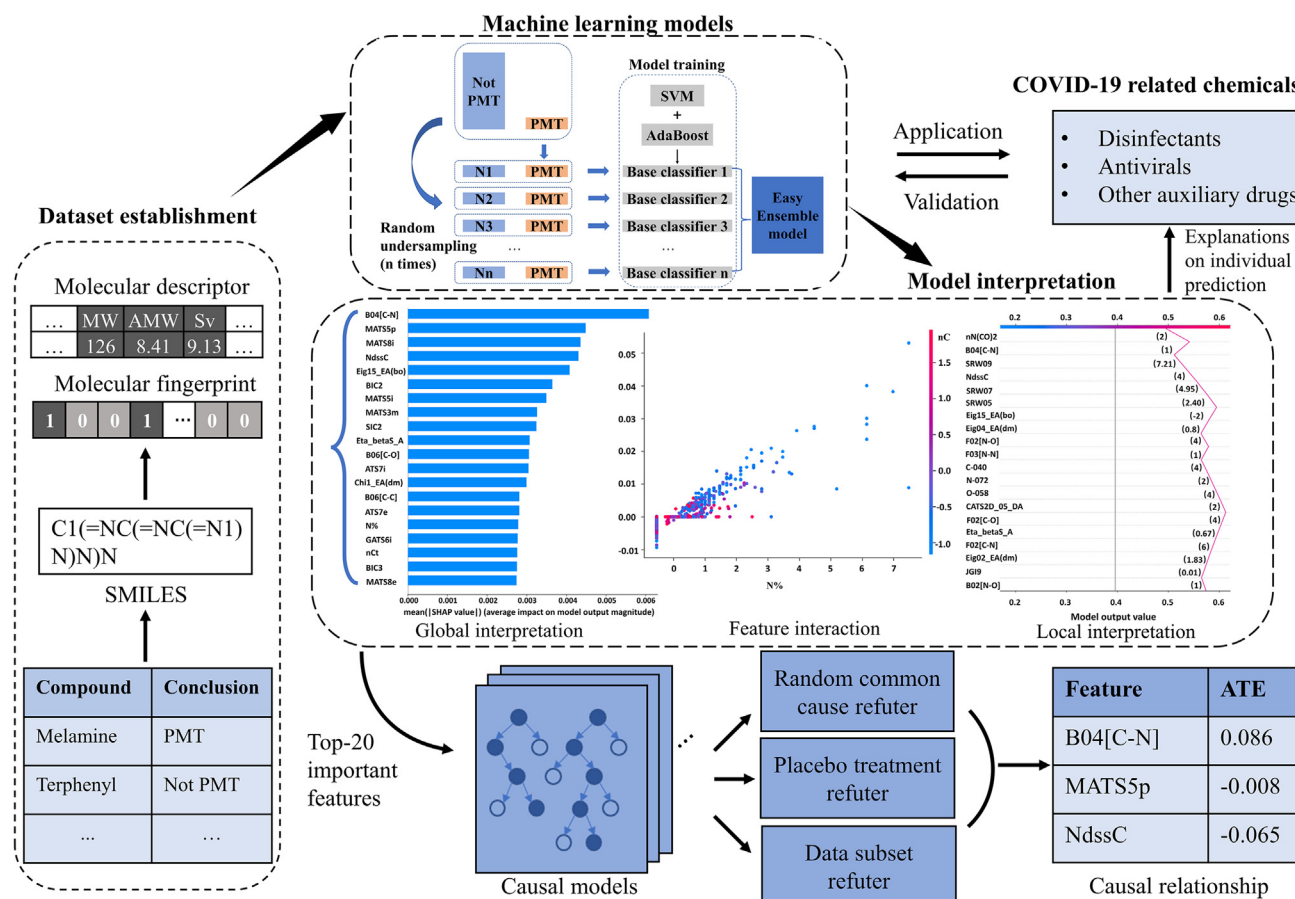 Machine learning models
Not
PMT
PMT
Model training
SVM
+
AdaBoost
N1
PMT
Base classifier 1
N2
PMT
Base classifier 2
N3
PMT
Base classifier 3
...
...
Nn
PMT
Base classifier n
Random
undersampling
(n times)
Easy
Ensemble
model
Application
Validation
COVID-19 related chemicals
• Disinfectants
• Antivirals
• Other auxiliary drugs
Explanations
on individual
prediction
Dataset establishment
Molecular descriptor
... MW AMW Sv ...
... 126 8.41 9.13 ...
Molecular fingerprint
1 0 0 1 ... 0 0
C1(=NC(=NC(=N1)
N)N)N
SMILES
Compound Conclusion
Melamine PMT
Terphenyl Not PMT
... ...
Model interpretation
B04[C-N]
MATS5p
MATS8i
NdssC
Eig15_EA(bo)
BIC2
MATS5i
MATS3m
SIC2
Eta_betaS_A
B06[C-O]
ATS7i
Chi1_EA(dm)
B06[C-C]
ATS7e
N%
GATS6i
nCt
BIC3
MATS8e
0.000 0.001 0.002 0.003 0.004 0.005 0.006
mean(|SHAP value|) (average impact on model output magnitude)
Global interpretation
0.05
0.04
0.03
0.02
0.01
0.00
-0.01
0 1 2 3 4 5 6 7
N%
nC
1.5
1.0
0.5
0.0
-0.5
-1.0
Feature interaction
0.2 0.3 0.4 0.5 0.6
nN(CO)2 (2)
B04[C-N] (1)
SRW09 (7.21)
NdssC (4)
SRW07 (4.95)
SRW05 (2.40)
Eig15_EA(bo) (-2)
Eig04_EA(dm) (0.8)
F02[N-O] (4)
F03[N-N] (1)
C-040 (4)
N-072 (2)
O-058 (4)
CATS2D_05_DA (2)
F02[C-O] (4)
Eta_betaS_A (0.67)
F02[C-N] (6)
Eig02_EA(dm) (1.83)
JGI9 (0.01)
B02[N-O] (1)
0.2 0.3 0.4 0.5 0.6
Model output value
Local interpretation
Top-20
important
features
...
Causal models
Random common
cause refuter
Placebo treatment
refuter
Data subset
refuter
Feature ATE
B04[C-N] 0.086
MATS5p -0.008
NdssC -0.065
Causal relationship